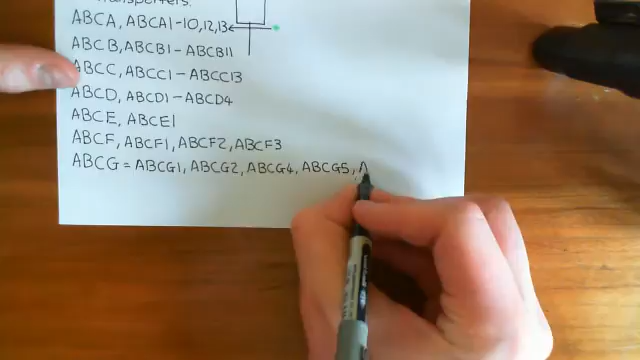 transporters.
ABCA, ABCA1-10,12,13
ABCB, ABCB1-ABCB11
ABCC, ABCC1-ABCC13
ABCD, ABCD1-ABCD4
ABCE, ABCE1
ABCF, ABCF1, ABCF2, ABCF3
ABCG = ABCG1, ABCG2, ABCG4, ABCG5, A